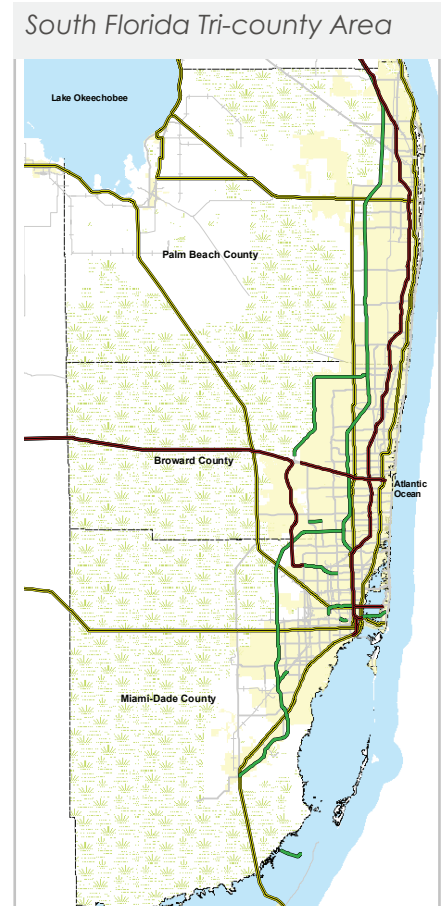 South Florida Tri-county Area
Lake Okeechobee
Palm Beach County
Broward County
Atlantic
Ocean
Miami-Dade County